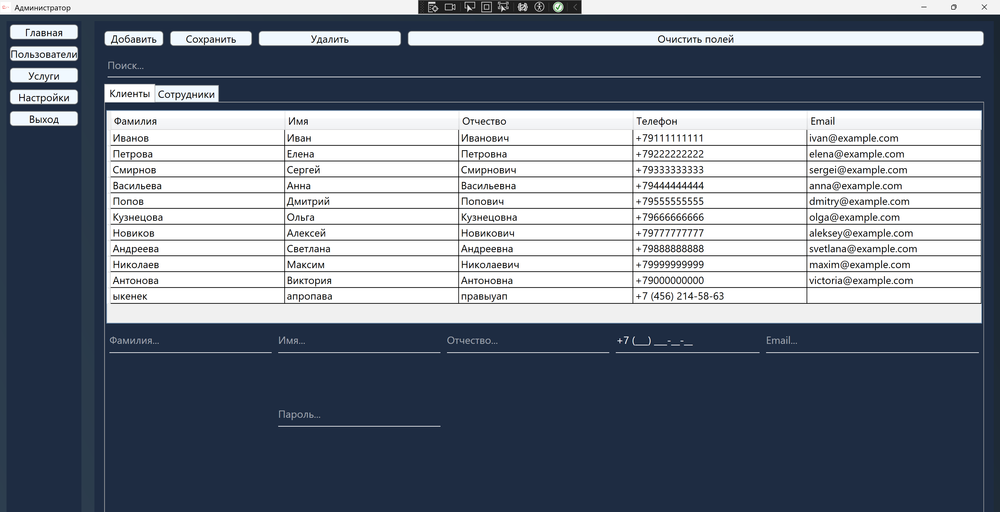 Администратор
Главная
Пользователи
Услуги
Настройки
Выход
Добавить Сохранить Удалить Очистить полей
Поиск...
Клиенты Сотрудники
Фамилия Имя Отчество Телефон Email
Иванов Иван Иванович +79111111111 ivan@example.com
Петрова Елена Петровна +79222222222 elena@example.com
Смирнов Сергей Смирнович +79333333333 sergei@example.com
Васильева Анна Васильевна +79444444444 anna@example.com
Попов Дмитрий Попович +79555555555 dmitry@example.com
Кузнецова Ольга Кузнецовна +79666666666 olga@example.com
Новиков Алексей Новикович +79777777777 aleksey@example.com
Андреева Светлана Андреевна +79888888888 svetlana@example.com
Николаев Максим Николаевич +79999999999 maxim@example.com
Антонова Виктория Антоновна +79000000000 victoria@example.com
ыкенек апропава правыуап +7 (456) 214-58-63
Фамилия... Имя... Отчество... +7 (___) ___-__-__ Email...
Пароль...